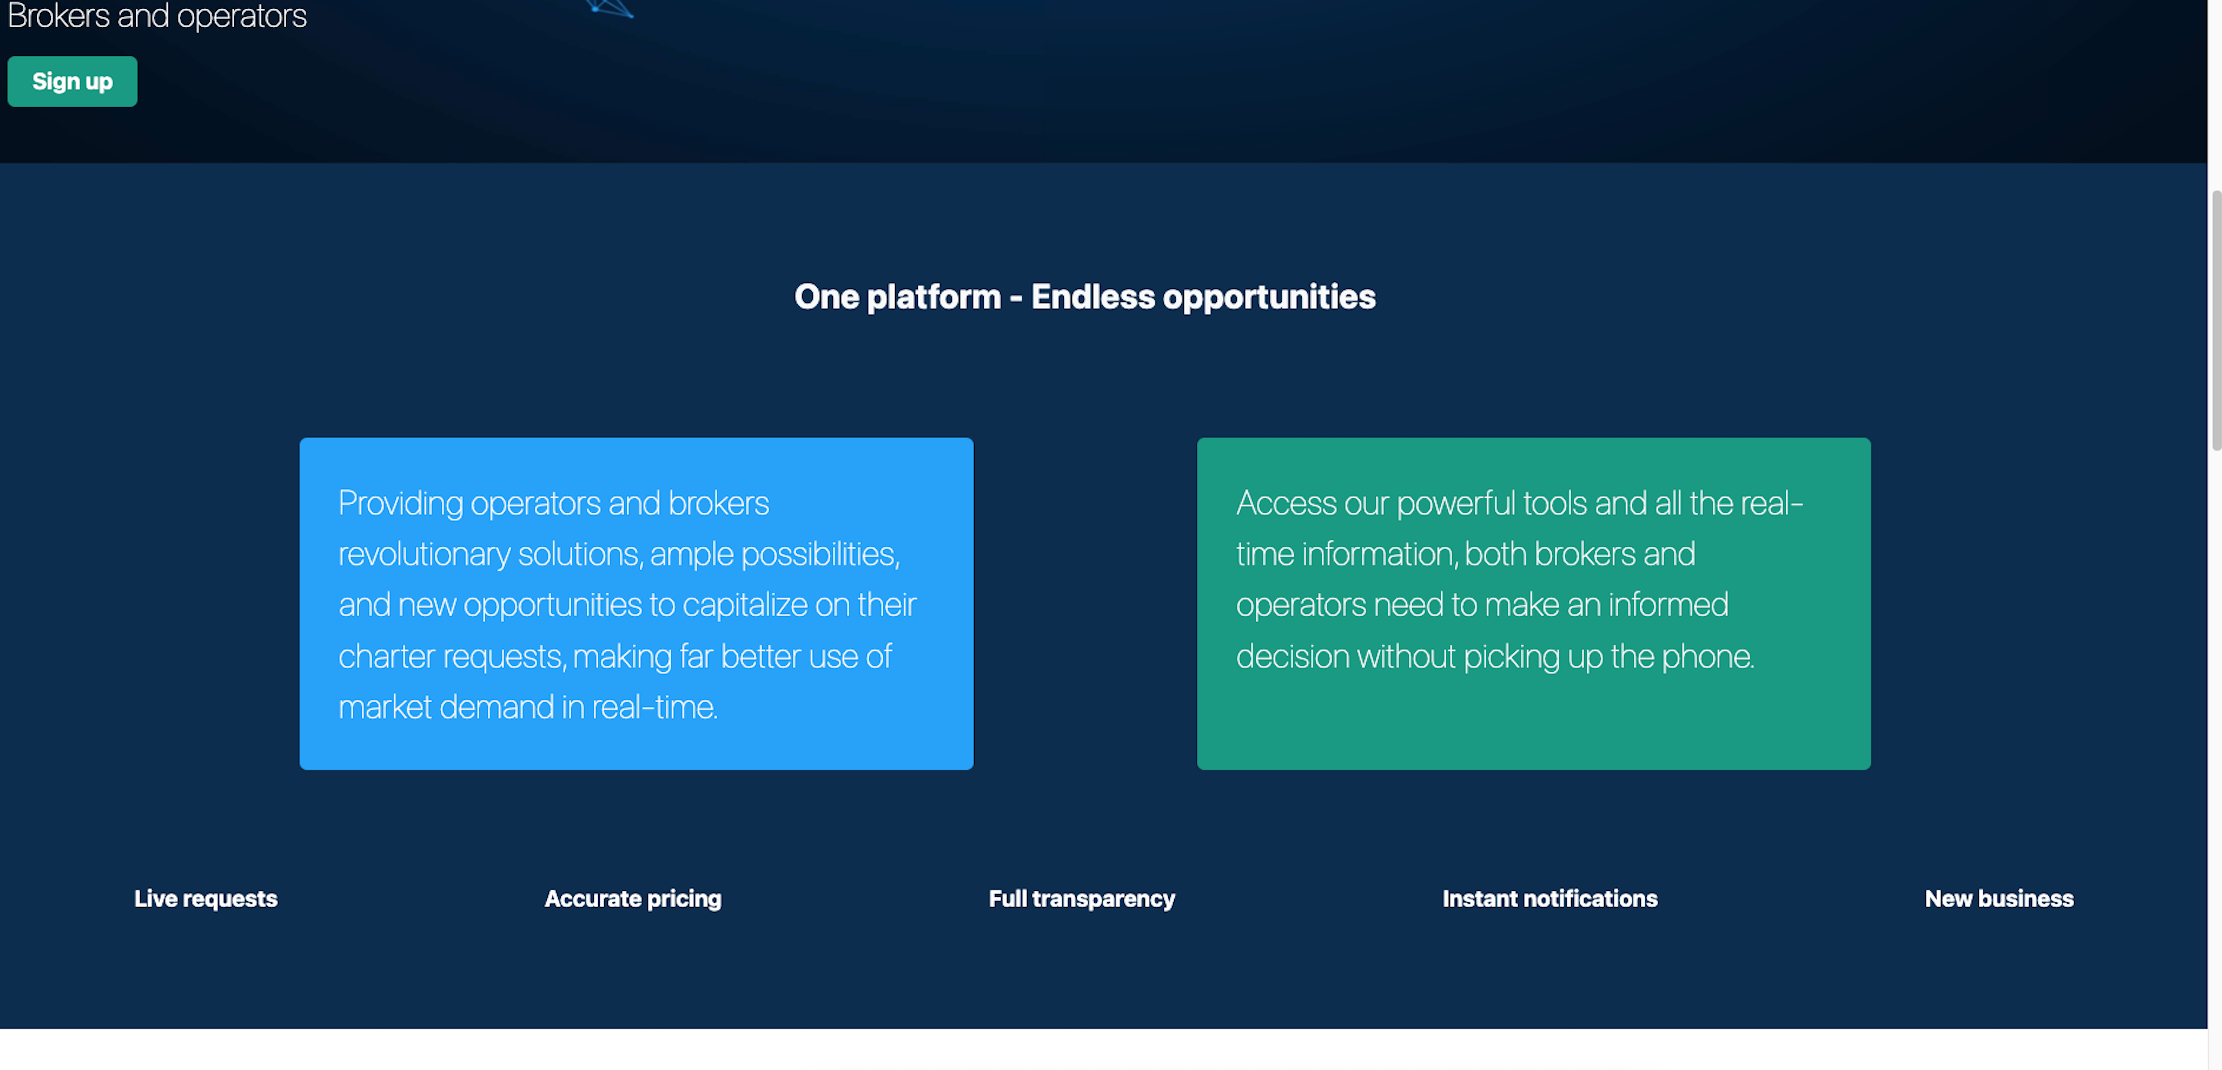 Brokers and operators
Sign up
One platform - Endless opportunities
Providing operators and brokers
revolutionary solutions, ample possibilities,
and new opportunities to capitalize on their
charter requests, making far better use of
market demand in real-time.
Access our powerful tools and all the real-
time information, both brokers and
operators need to make an informed
decision without picking up the phone.
Live requests
Accurate pricing
Full transparency
Instant notifications
New business